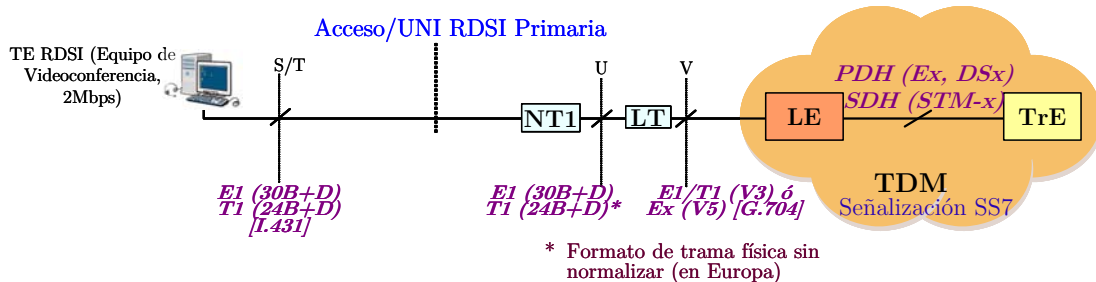 Acceso/UNI RDSI Primaria
TE RDSI (Equipo de
Videoconferencia,
2Mbps)
S/T
U
V
PDH (Ex, DSx)
SDH (STM-x)
NT1
LT
LE
TrE
E1 (30B+D)
T1 (24B+D)
[I.431]
E1 (30B+D)
T1 (24B+D)*
E1/T1 (V3) ó
Ex (V5) [G.704]
TDM
Señalización SS7
* Formato de trama física sin
normalizar (en Europa)